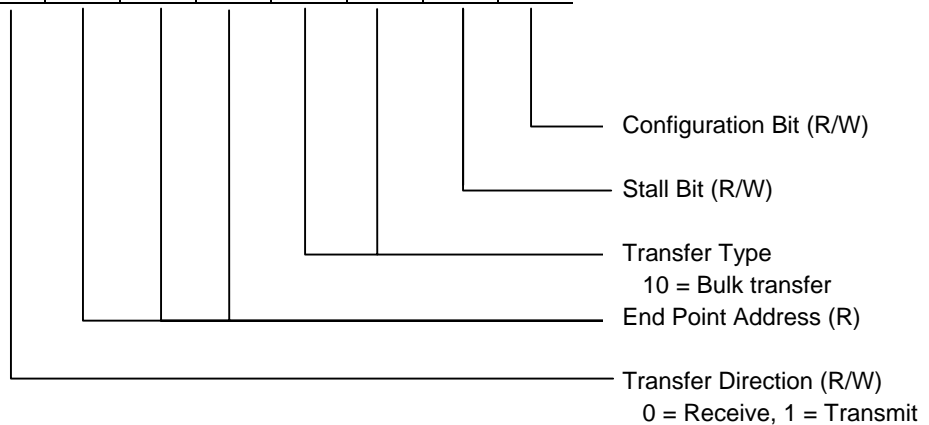 Configuration Bit (R/W)
Stall Bit (R/W)
Transfer Type
10 = Bulk transfer
End Point Address (R)
Transfer Direction (R/W)
0 = Receive, 1 = Transmit